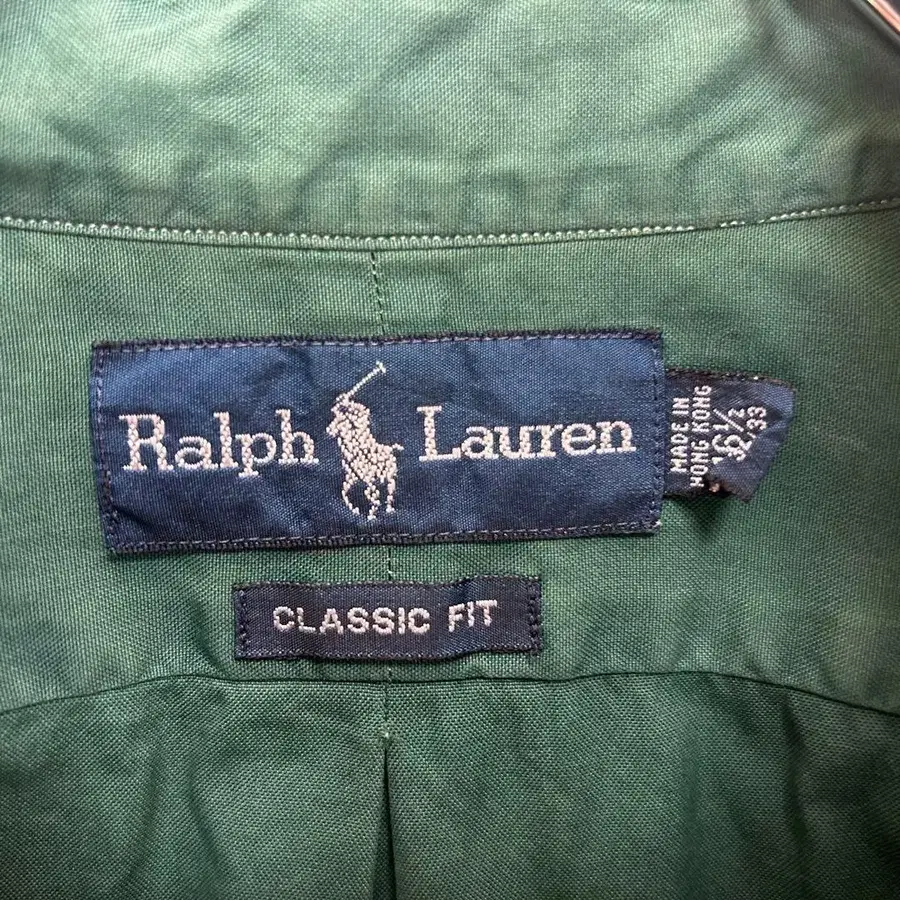 Ralph Lauren
MADE IN
HONG KONG
16½
33
CLASSIC FIT